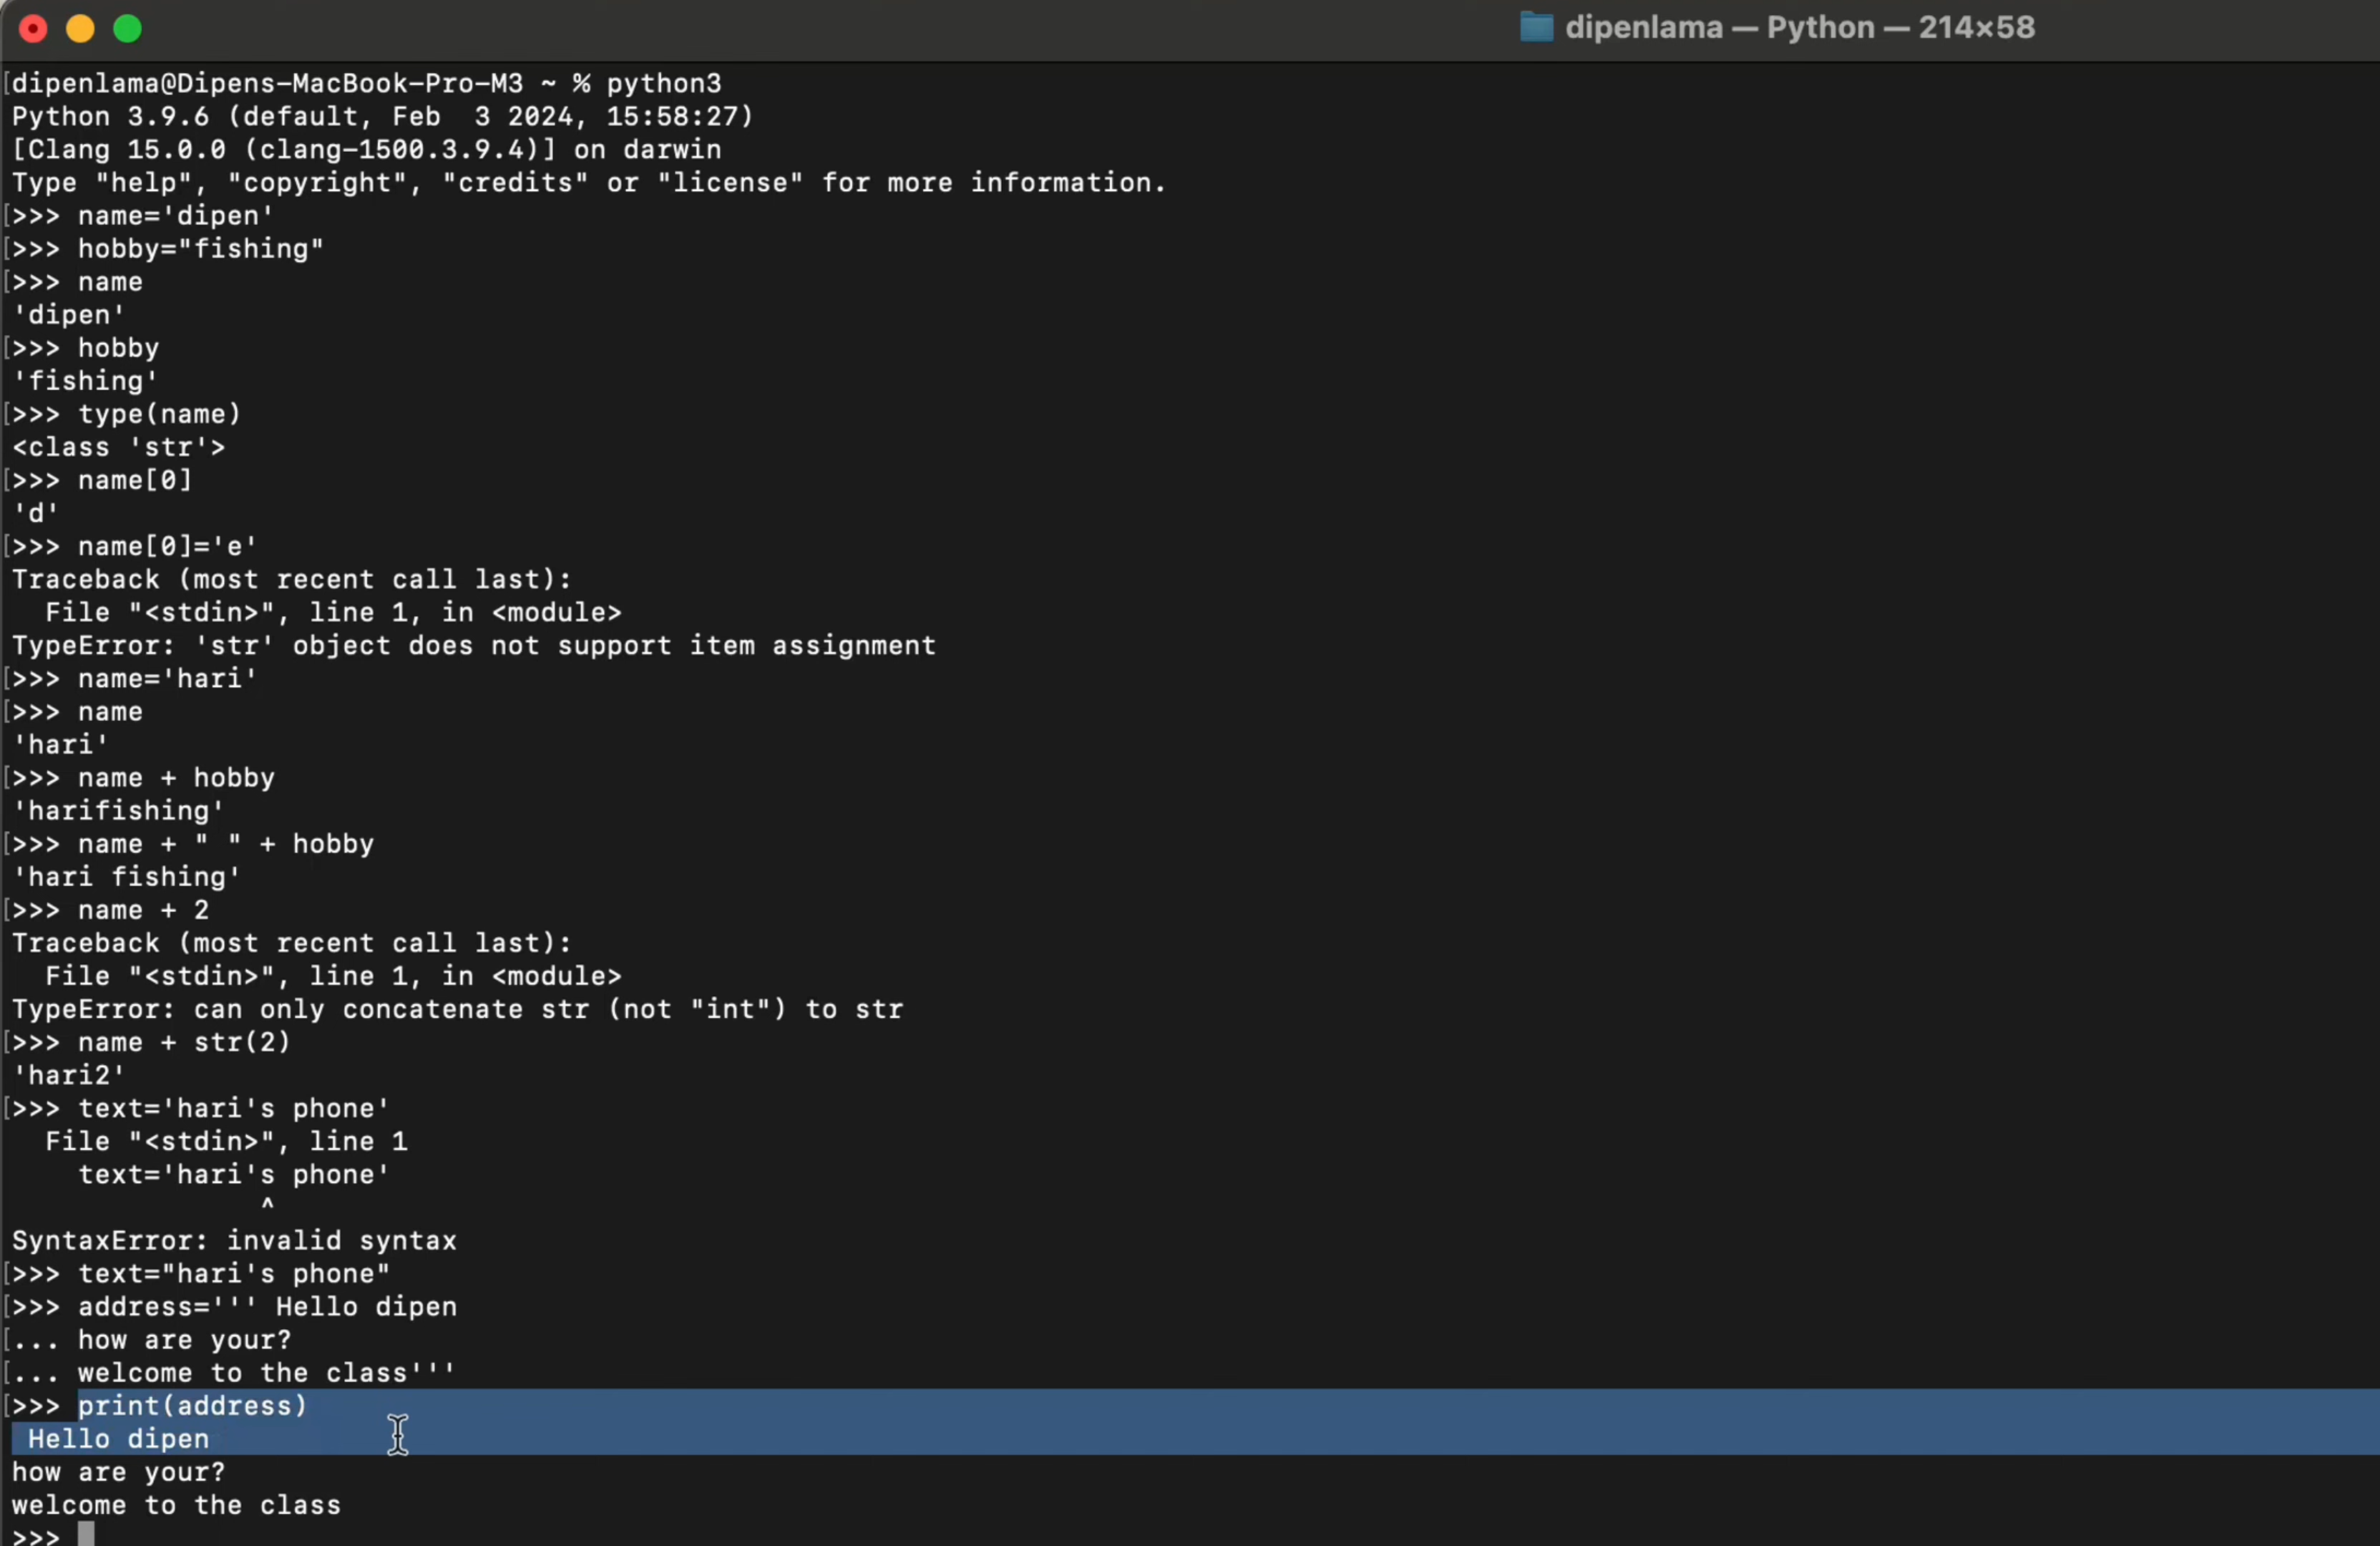 dipenlama — Python — 214×58
[dipenlama@Dipens-MacBook-Pro-M3 ~ % python3
Python 3.9.6 (default, Feb  3 2024, 15:58:27)
[Clang 15.0.0 (clang-1500.3.9.4)] on darwin
Type "help", "copyright", "credits" or "license" for more information.
[>>> name='dipen'
[>>> hobby="fishing"
[>>> name
'dipen'
[>>> hobby
'fishing'
[>>> type(name)
<class 'str'>
[>>> name[0]
'd'
[>>> name[0]='e'
Traceback (most recent call last):
  File "<stdin>", line 1, in <module>
TypeError: 'str' object does not support item assignment
[>>> name='hari'
[>>> name
'hari'
[>>> name + hobby
'harifishing'
[>>> name + " " + hobby
'hari fishing'
[>>> name + 2
Traceback (most recent call last):
  File "<stdin>", line 1, in <module>
TypeError: can only concatenate str (not "int") to str
[>>> name + str(2)
'hari2'
[>>> text='hari's phone'
  File "<stdin>", line 1
    text='hari's phone'
               ^
SyntaxError: invalid syntax
[>>> text="hari's phone"
[>>> address=''' Hello dipen
[... how are your?
[... welcome to the class'''
[>>> print(address)
 Hello dipen
how are your?
welcome to the class
>>>